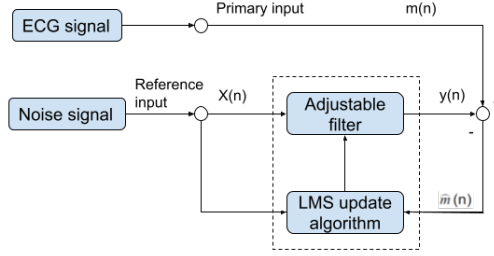 ECG signal
Primary input
m(n)
Noise signal
Reference
input
X(n)
Adjustable
filter
y(n)
-
LMS update
algorithm
m̂(n)